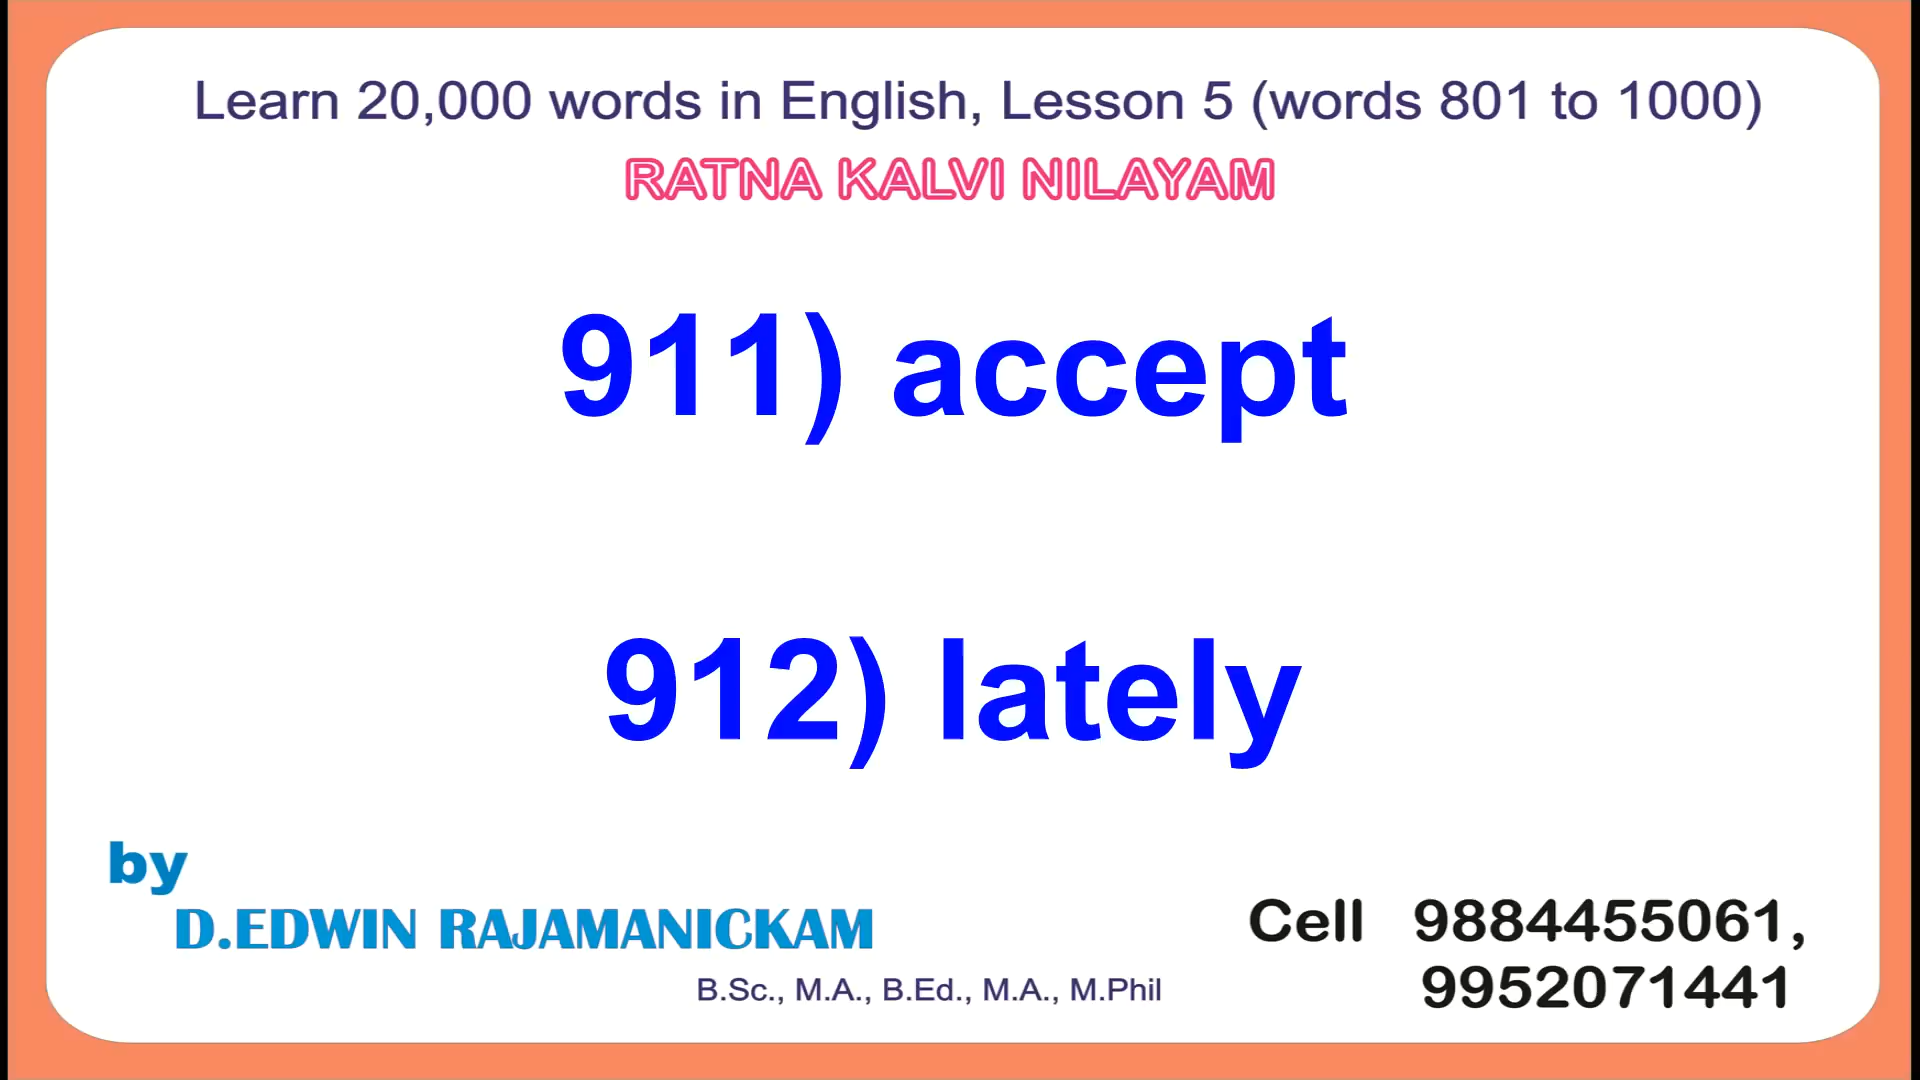 Learn 20,000 words in English, Lesson 5 (words 801 to 1000)
RATNA KALVI NILAYAM
911) accept
912) lately
by
D.EDWIN RAJAMANICKAM
B.Sc., M.A., B.Ed., M.A., M.Phil
Cell 9884455061,
9952071441